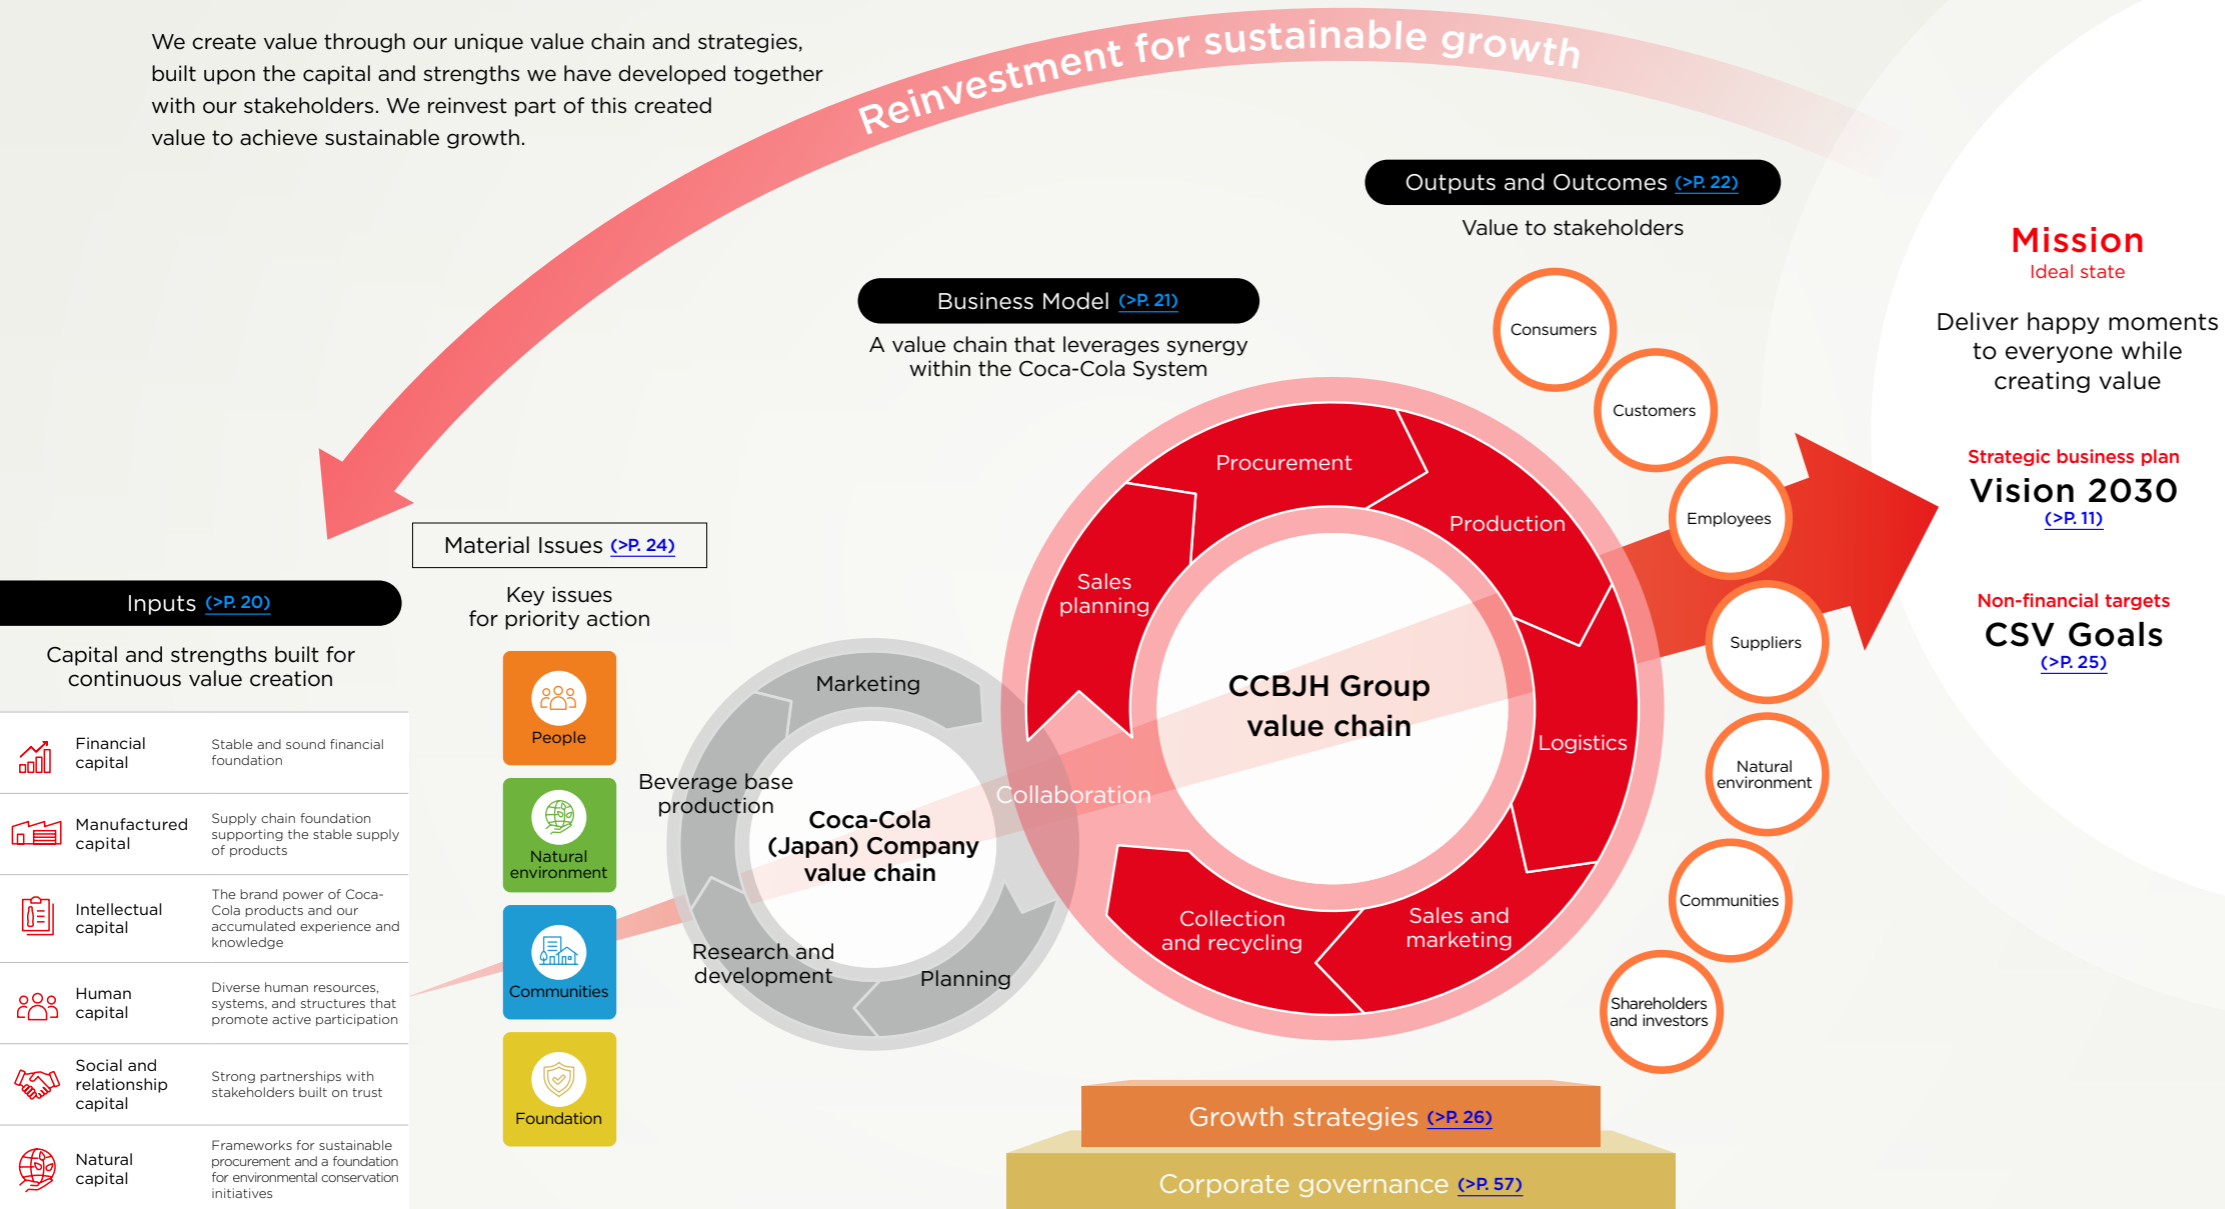 We create value through our unique value chain and strategies,
built upon the capital and strengths we have developed together
with our stakeholders. We reinvest part of this created
value to achieve sustainable growth.
Reinvestment for sustainable growth
Inputs (>P. 20)
Capital and strengths built for
continuous value creation
Financial
capital
Stable and sound financial
foundation
Manufactured
capital
Supply chain foundation
supporting the stable supply
of products
Intellectual
capital
The brand power of Coca-
Cola products and our
accumulated experience and
knowledge
Human
capital
Diverse human resources,
systems, and structures that
promote active participation
Social and
relationship
capital
Strong partnerships with
stakeholders built on trust
Natural
capital
Frameworks for sustainable
procurement and a foundation
for environmental conservation
initiatives
Material Issues (>P. 24)
Key issues
for priority action
People
Natural
environment
Communities
Foundation
Marketing
Beverage base
production
Research and
development
Planning
Coca-Cola
(Japan) Company
value chain
Collaboration
Business Model (>P. 21)
A value chain that leverages synergy
within the Coca-Cola System
Sales
planning
Procurement
Production
Logistics
Sales and
marketing
Collection
and recycling
CCBJH Group
value chain
Growth strategies (>P. 26)
Corporate governance (>P. 57)
Outputs and Outcomes (>P. 22)
Value to stakeholders
Consumers
Customers
Employees
Suppliers
Natural
environment
Communities
Shareholders
and investors
Mission
Ideal state
Deliver happy moments
to everyone while
creating value
Strategic business plan
Vision 2030
(>P. 11)
Non-financial targets
CSV Goals
(>P. 25)